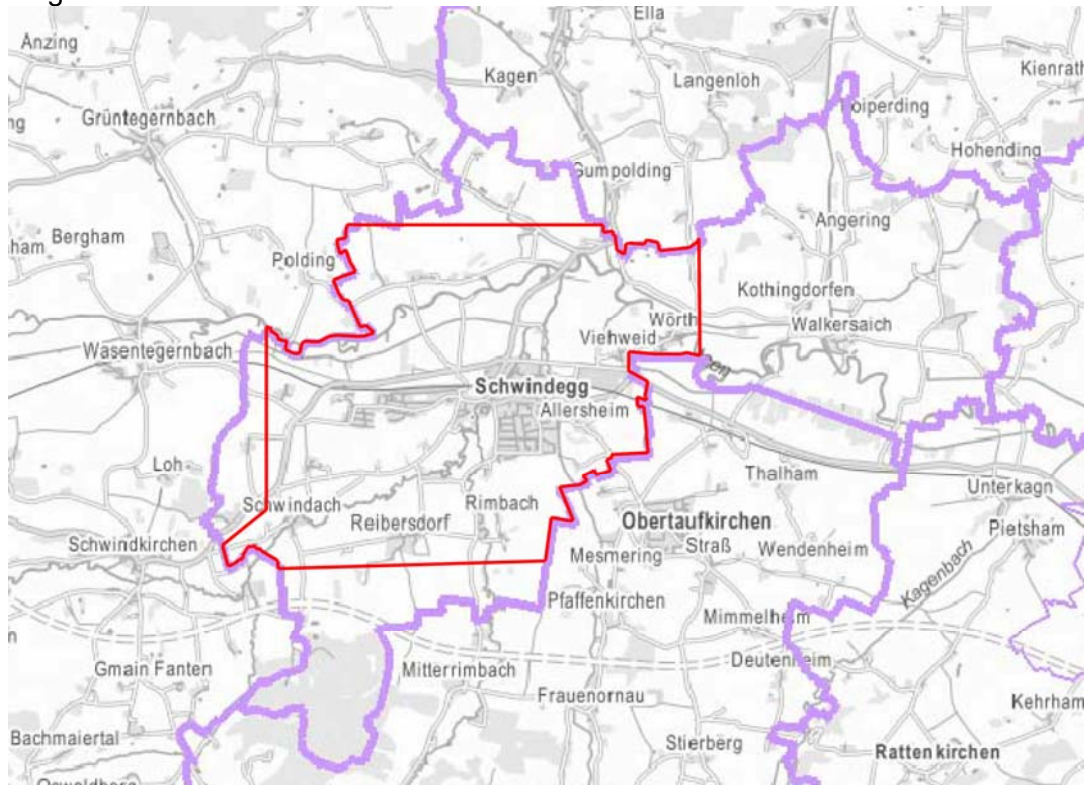 Ella
Anzing
Kagen
Langenloh
Kienrath
Grüntegernbach
Hohending
Gumpolding
Angering
Bergham
Polding
Kothingdorfen
Wörth
Walkersaich
Viehweid
Wasentegernbach
Schwindegg
Allersheim
Loh
Thalham
Unterkagn
Schwindach
Rimbach
Reibersdorf
Obertaufkirchen
Pietsham
Straß
Schwindkirchen
Mesmering
Wendenheim
Kagenbach
Pfaffenkirchen
Mimmelheim
Deutenheim
Gmain Fanten
Mitterrimbach
Frauenornau
Kehrham
Bachmaiertal
Stierberg
Rattenkirchen